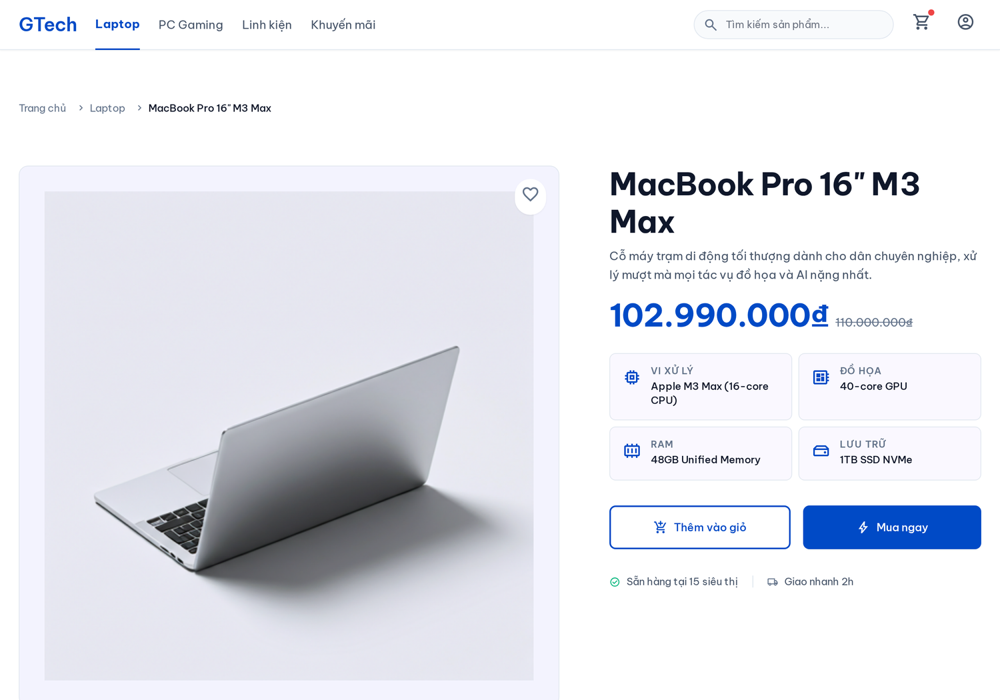 GTech
Laptop
PC Gaming
Linh kiện
Khuyến mãi
Tìm kiếm sản phẩm...
Trang chủ
Laptop
MacBook Pro 16" M3 Max
MacBook Pro 16" M3
Max
Cỗ máy trạm di động tối thượng dành cho dân chuyên nghiệp, xử
lý mượt mà mọi tác vụ đồ họa và AI nặng nhất.
102.990.000₫ 110.000.000₫
VI XỬ LÝ
Apple M3 Max (16-core
CPU)
ĐỒ HỌA
40-core GPU
RAM
48GB Unified Memory
LƯU TRỮ
1TB SSD NVMe
Thêm vào giỏ
Mua ngay
Sẵn hàng tại 15 siêu thị
Giao nhanh 2h